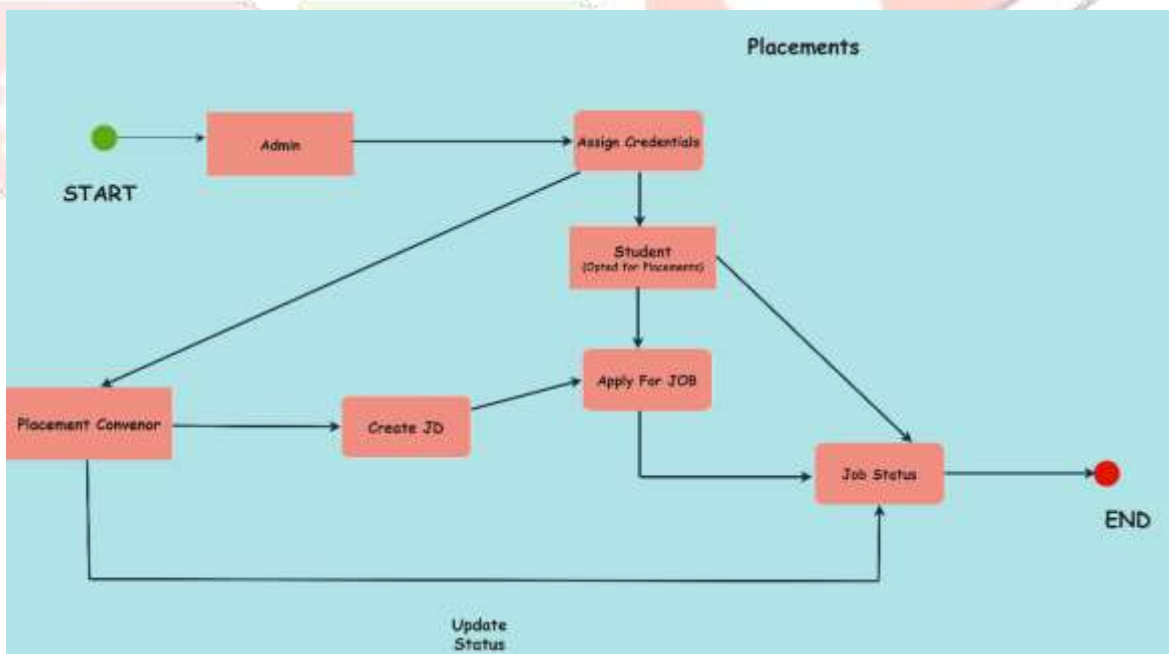 Placements
START
Admin
Assign Credentials
Student
(Opted for Placements)
Placement Convenor
Create JD
Apply For JOB
Job Status
END
Update
Status